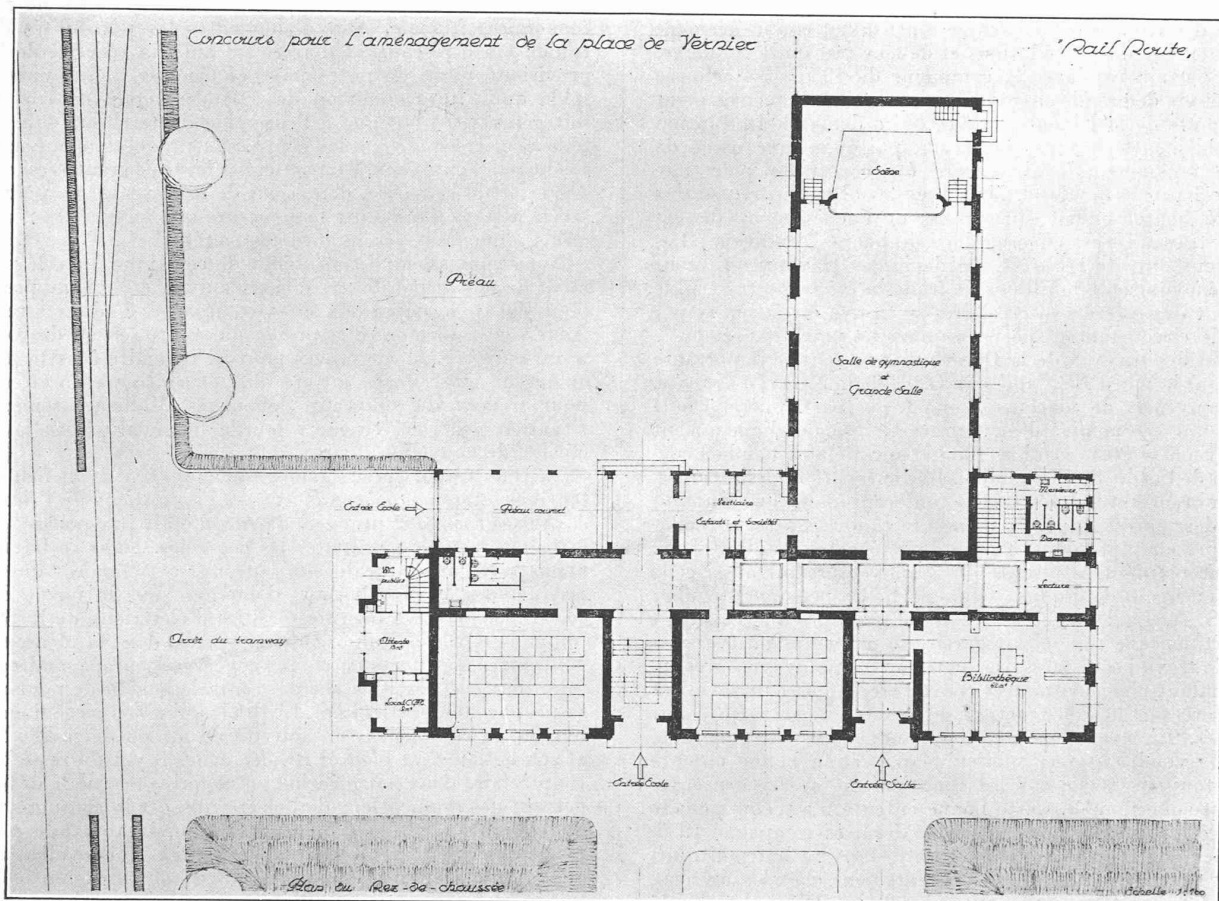 Concours pour l'aménagement de la place de Vernier
"Rail Route,
Scène
Préau
Salle de gymnastique
et
Grande Salle
Entrée Ecole
Préau couvert
Vestiaire
Enfants et Sociétés
Messieurs
Dames
WC
publics
Lecture
Arrêt du tramway
Attente
Bibliothèque
Local
Entrée Ecole
Entrée Salle
Plan du Rez-de-chaussée
Echelle 1:100